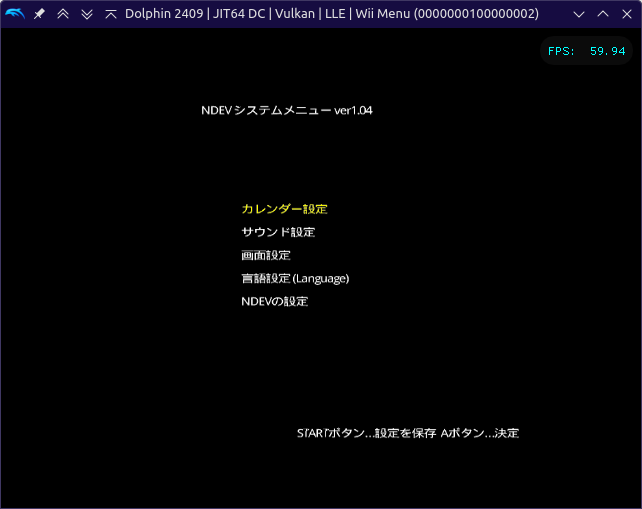 Dolphin 2409 | JIT64 DC | Vulkan | LLE | Wii Menu (0000000100000002)
FPS: 59.94
NDEVシステムメニュー ver1.04
カレンダー設定
サウンド設定
画面設定
言語設定 (Language)
NDEVの設定
STARTボタン...設定を保存 Aボタン...決定